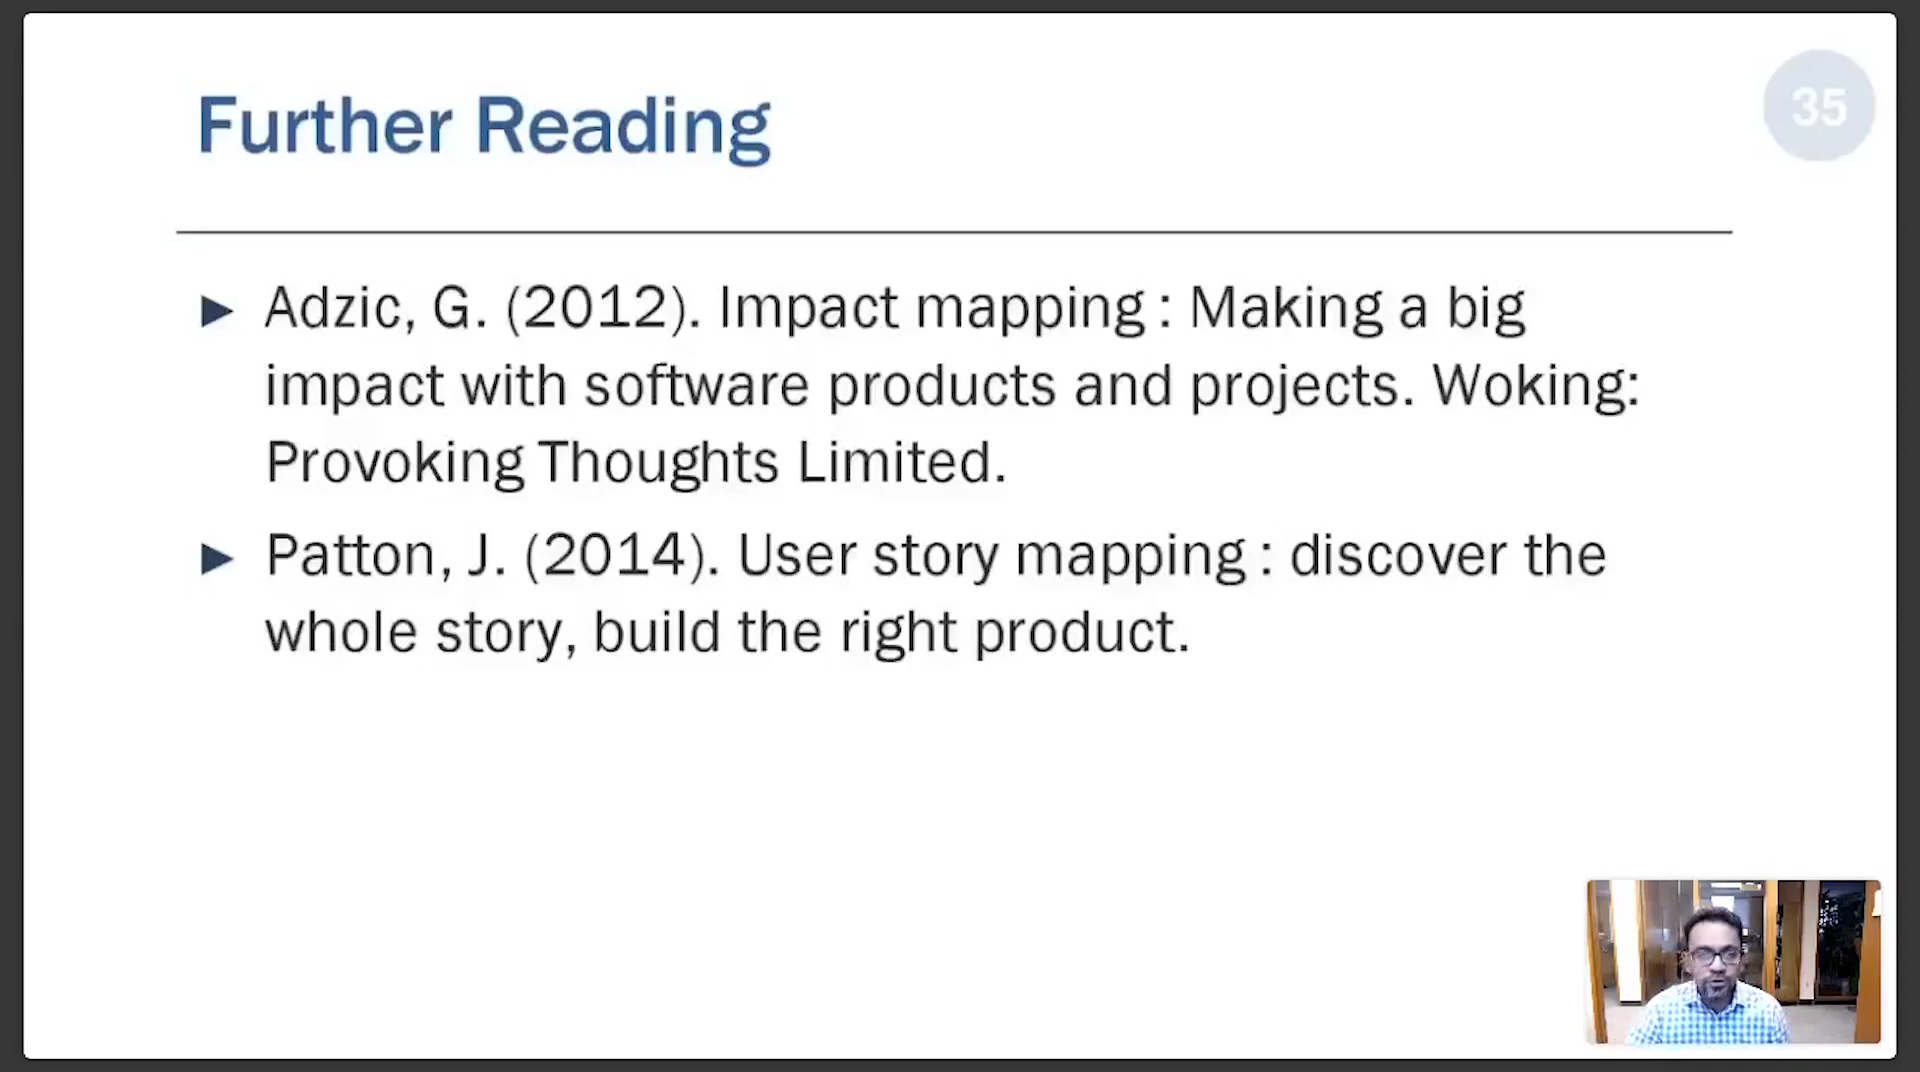 35
Further Reading
Adzic, G. (2012). Impact mapping : Making a big
impact with software products and projects. Woking:
Provoking Thoughts Limited.
Patton, J. (2014). User story mapping : discover the
whole story, build the right product.